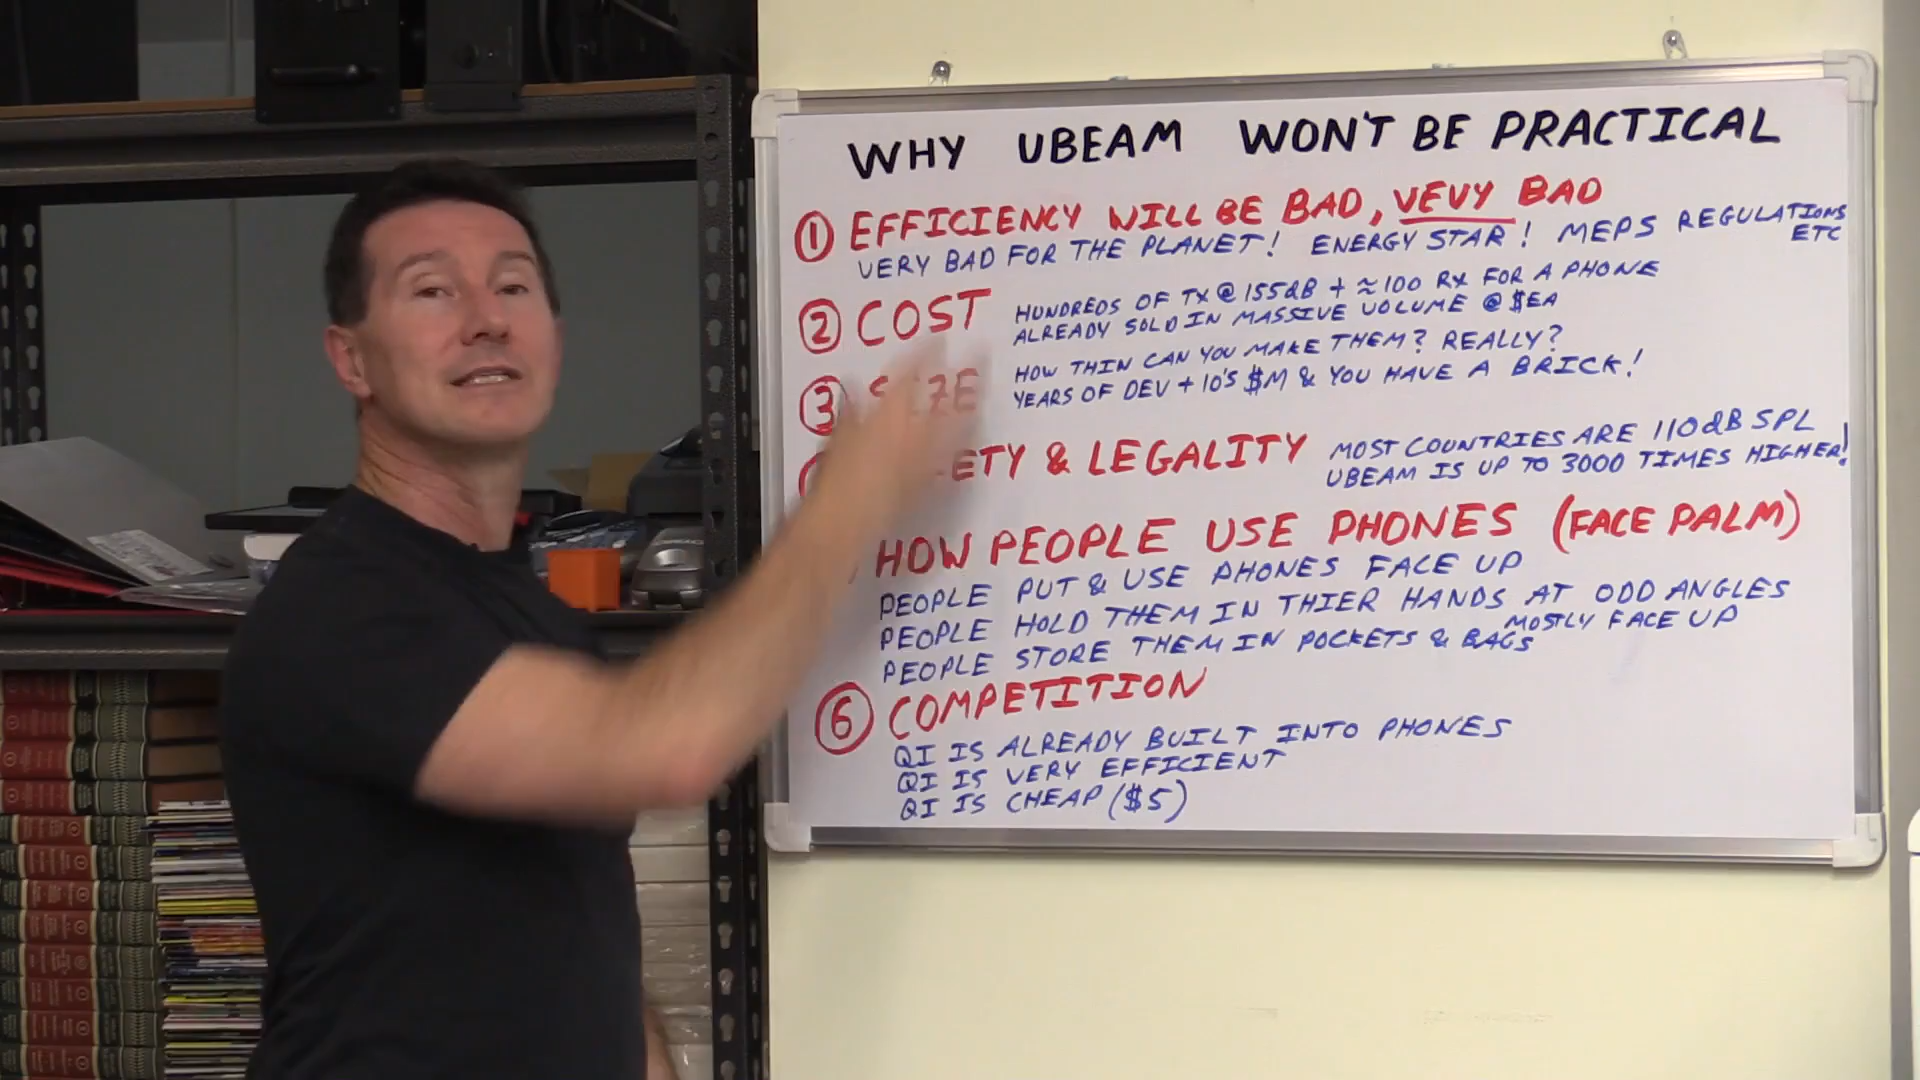 WHY UBEAM WON'T BE PRACTICAL
① EFFICIENCY WILL BE BAD, VEVY BAD
VERY BAD FOR THE PLANET! ENERGY STAR! MEPS REGULATIONS
ETC
② COST
HUNDREDS OF TX @ 155dB + ≈100 RX FOR A PHONE
ALREADY SOLD IN MASSIVE VOLUME @ $EA
③ SIZE
HOW THIN CAN YOU MAKE THEM? REALLY?
YEARS OF DEV + 10'S $M & YOU HAVE A BRICK!
ETY & LEGALITY
MOST COUNTRIES ARE 110dB SPL
UBEAM IS UP TO 3000 TIMES HIGHER!
HOW PEOPLE USE PHONES (FACE PALM)
PEOPLE PUT & USE PHONES FACE UP
PEOPLE HOLD THEM IN THIER HANDS AT ODD ANGLES
MOSTLY FACE UP
PEOPLE STORE THEM IN POCKETS & BAGS
⑥ COMPETITION
QI IS ALREADY BUILT INTO PHONES
QI IS VERY EFFICIENT
QI IS CHEAP ($5)